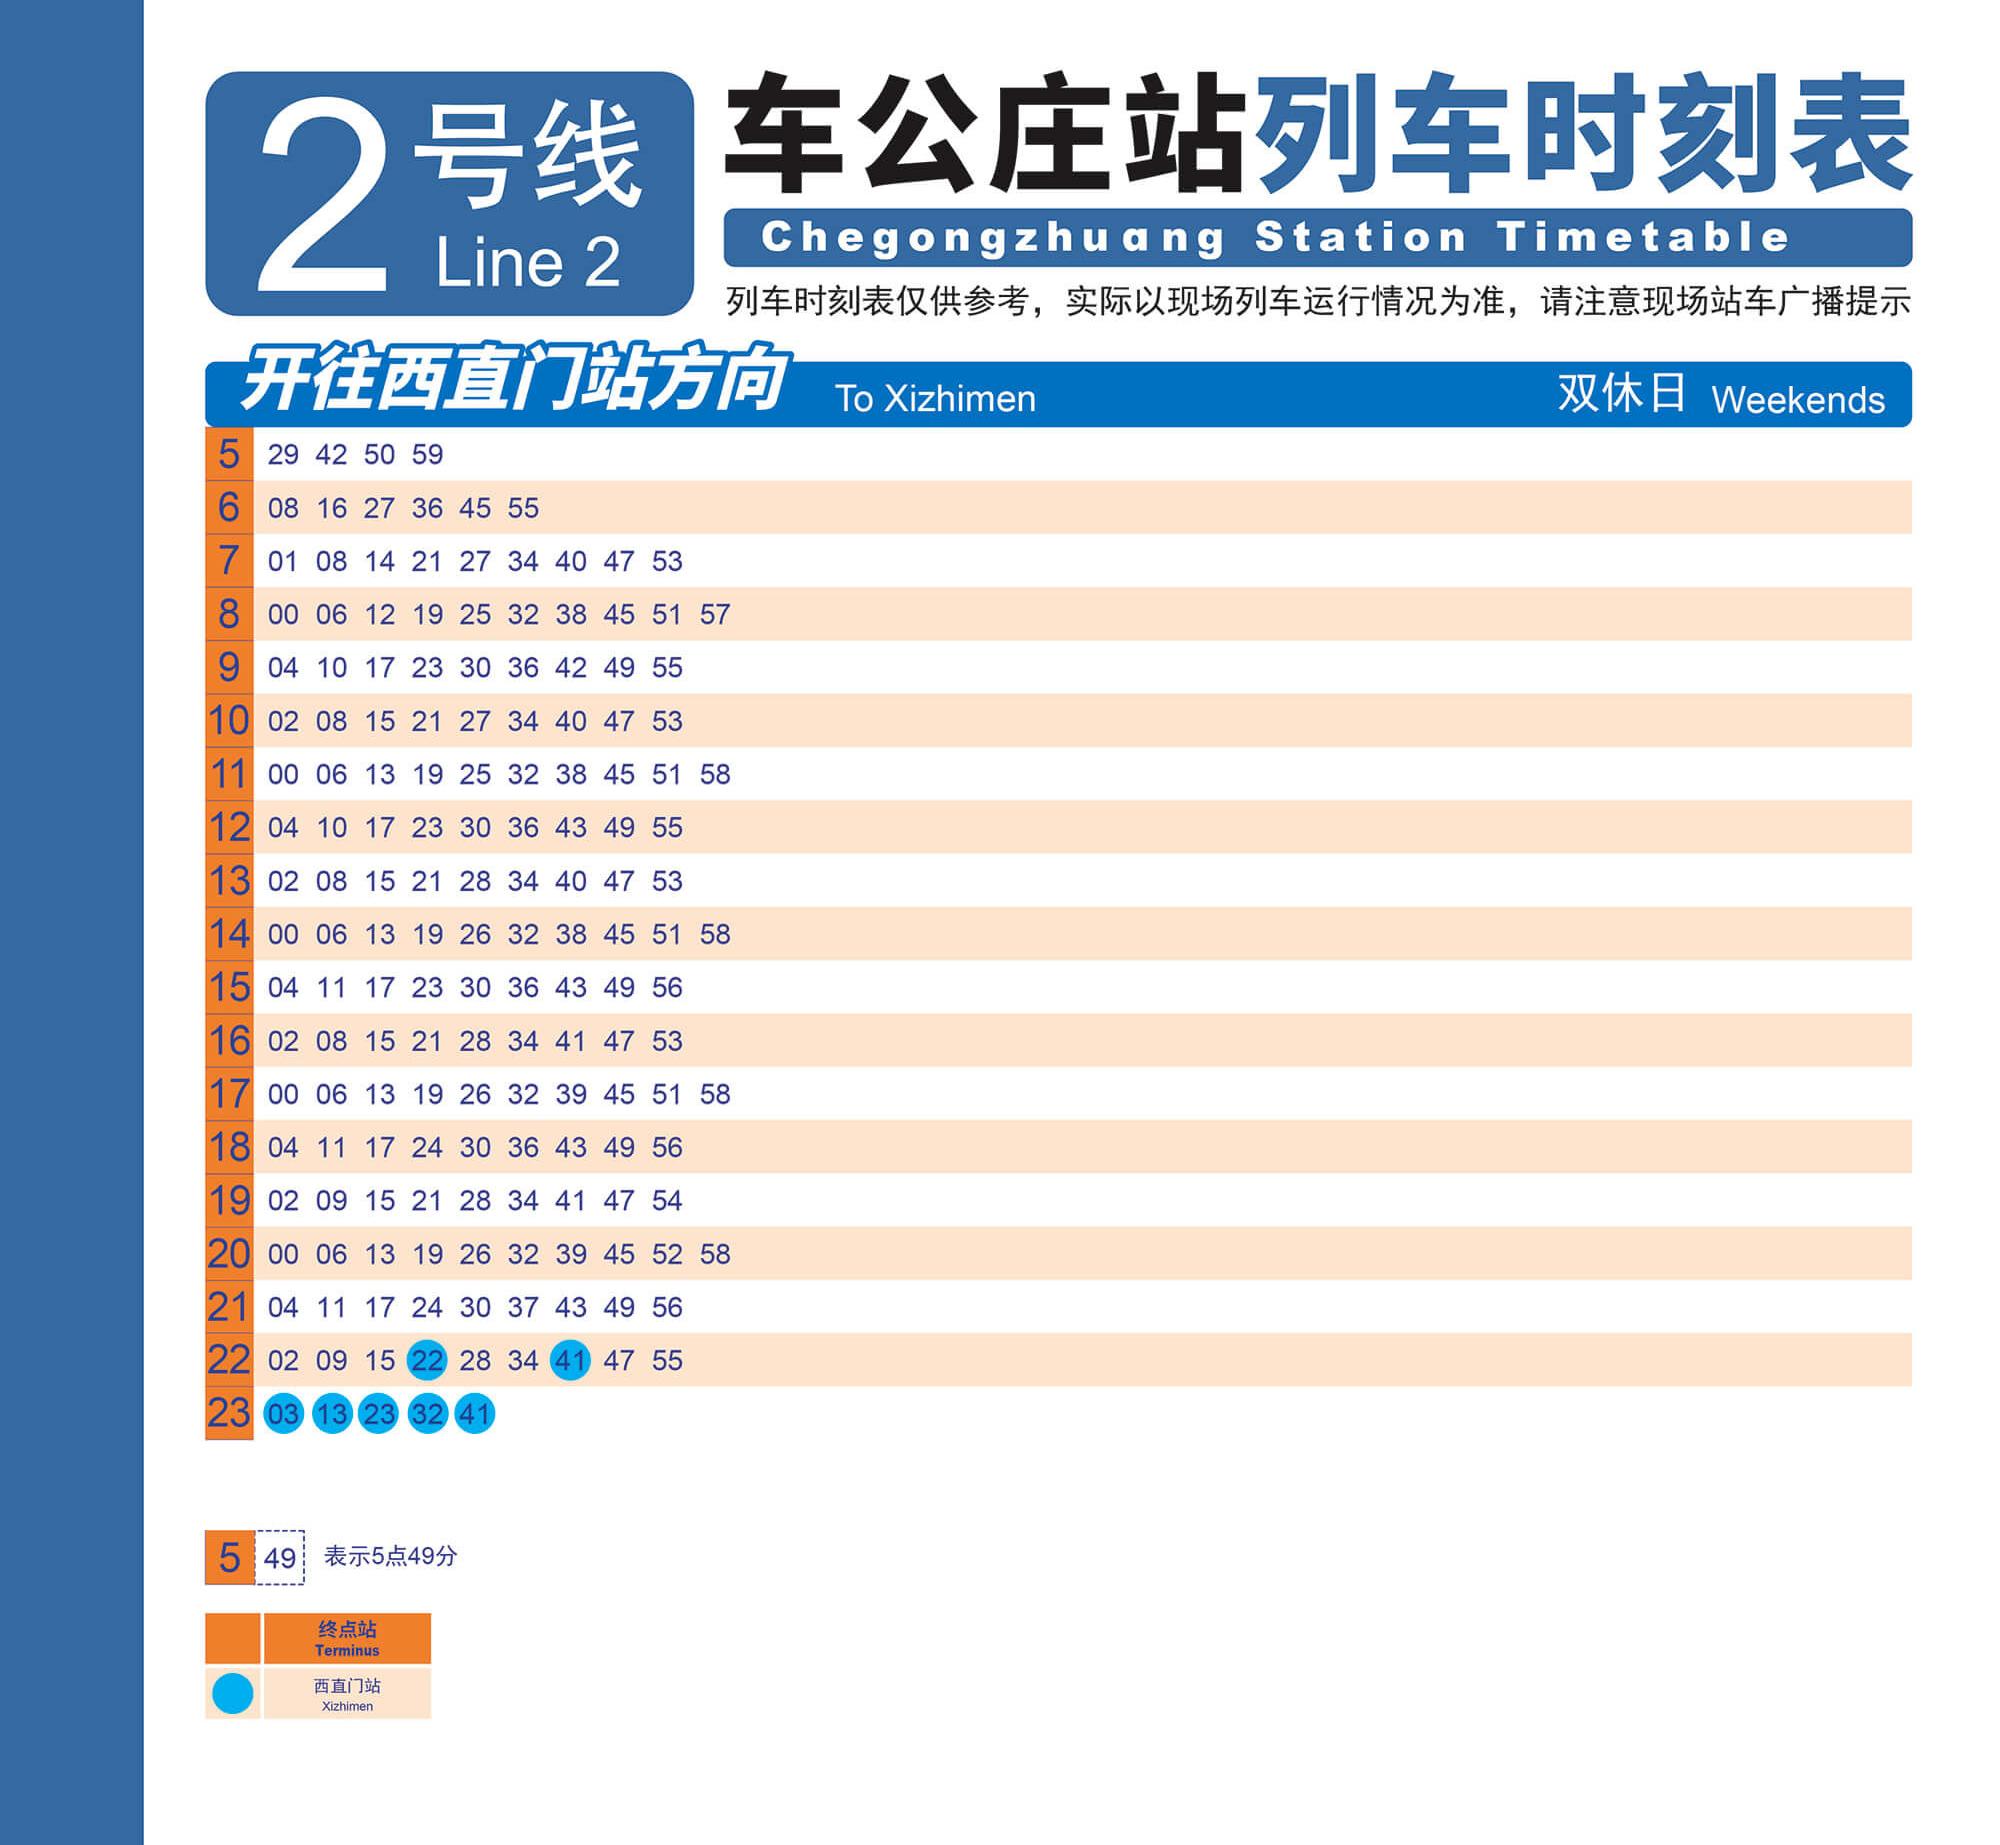 2号线
Line 2
车公庄站列车时刻表
Chegongzhuang Station Timetable
列车时刻表仅供参考，实际以现场列车运行情况为准，请注意现场站车广播提示
开往西直门站方向 To Xizhimen 双休日 Weekends
5 29 42 50 59
6 08 16 27 36 45 55
7 01 08 14 21 27 34 40 47 53
8 00 06 12 19 25 32 38 45 51 57
9 04 10 17 23 30 36 42 49 55
10 02 08 15 21 27 34 40 47 53
11 00 06 13 19 25 32 38 45 51 58
12 04 10 17 23 30 36 43 49 55
13 02 08 15 21 28 34 40 47 53
14 00 06 13 19 26 32 38 45 51 58
15 04 11 17 23 30 36 43 49 56
16 02 08 15 21 28 34 41 47 53
17 00 06 13 19 26 32 39 45 51 58
18 04 11 17 24 30 36 43 49 56
19 02 09 15 21 28 34 41 47 54
20 00 06 13 19 26 32 39 45 52 58
21 04 11 17 24 30 37 43 49 56
22 02 09 15 22 28 34 41 47 55
23 03 13 23 32 41
5 49 表示5点49分
终点站
Terminus
西直门站
Xizhimen